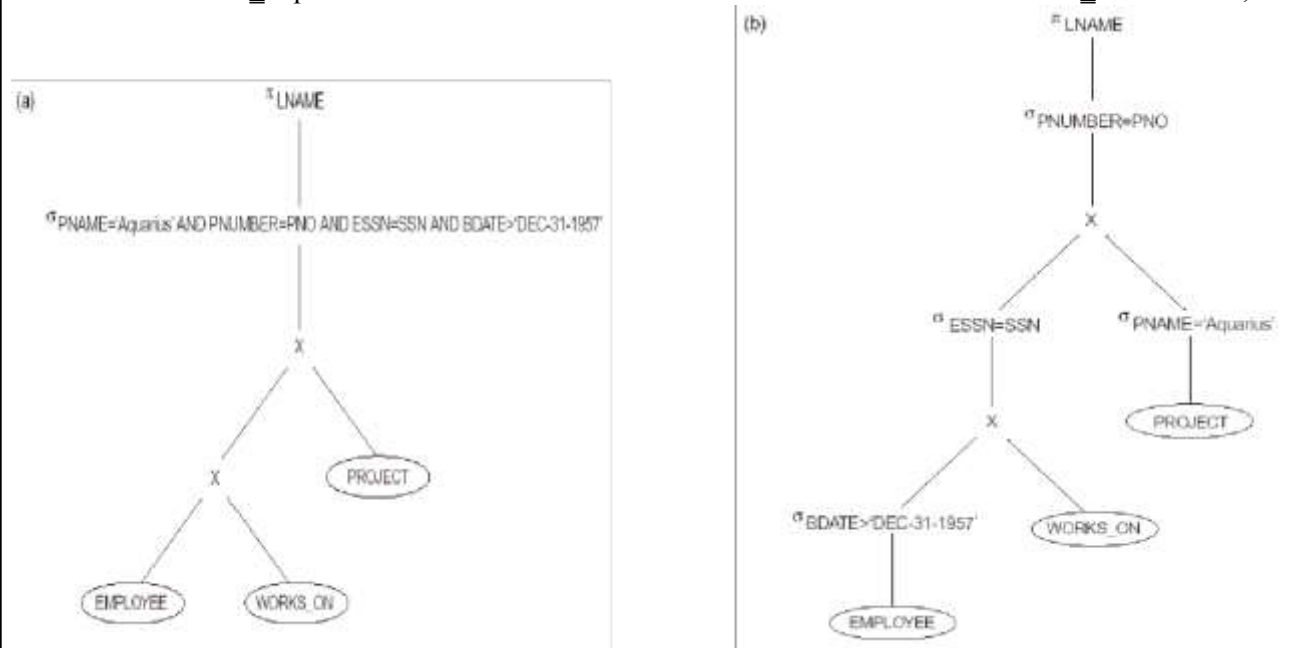 (a)
π LNAME
σ PNAME='Aquarius' AND PNUMBER=PNO AND ESSN=SSN AND BDATE>'DEC-31-1957'
X
X
PROJECT
EMPLOYEE
WORKS_ON
(b)
π LNAME
σ PNUMBER=PNO
X
σ ESSN=SSN
σ PNAME='Aquarius'
X
PROJECT
σ BDATE>'DEC-31-1957'
WORKS_ON
EMPLOYEE